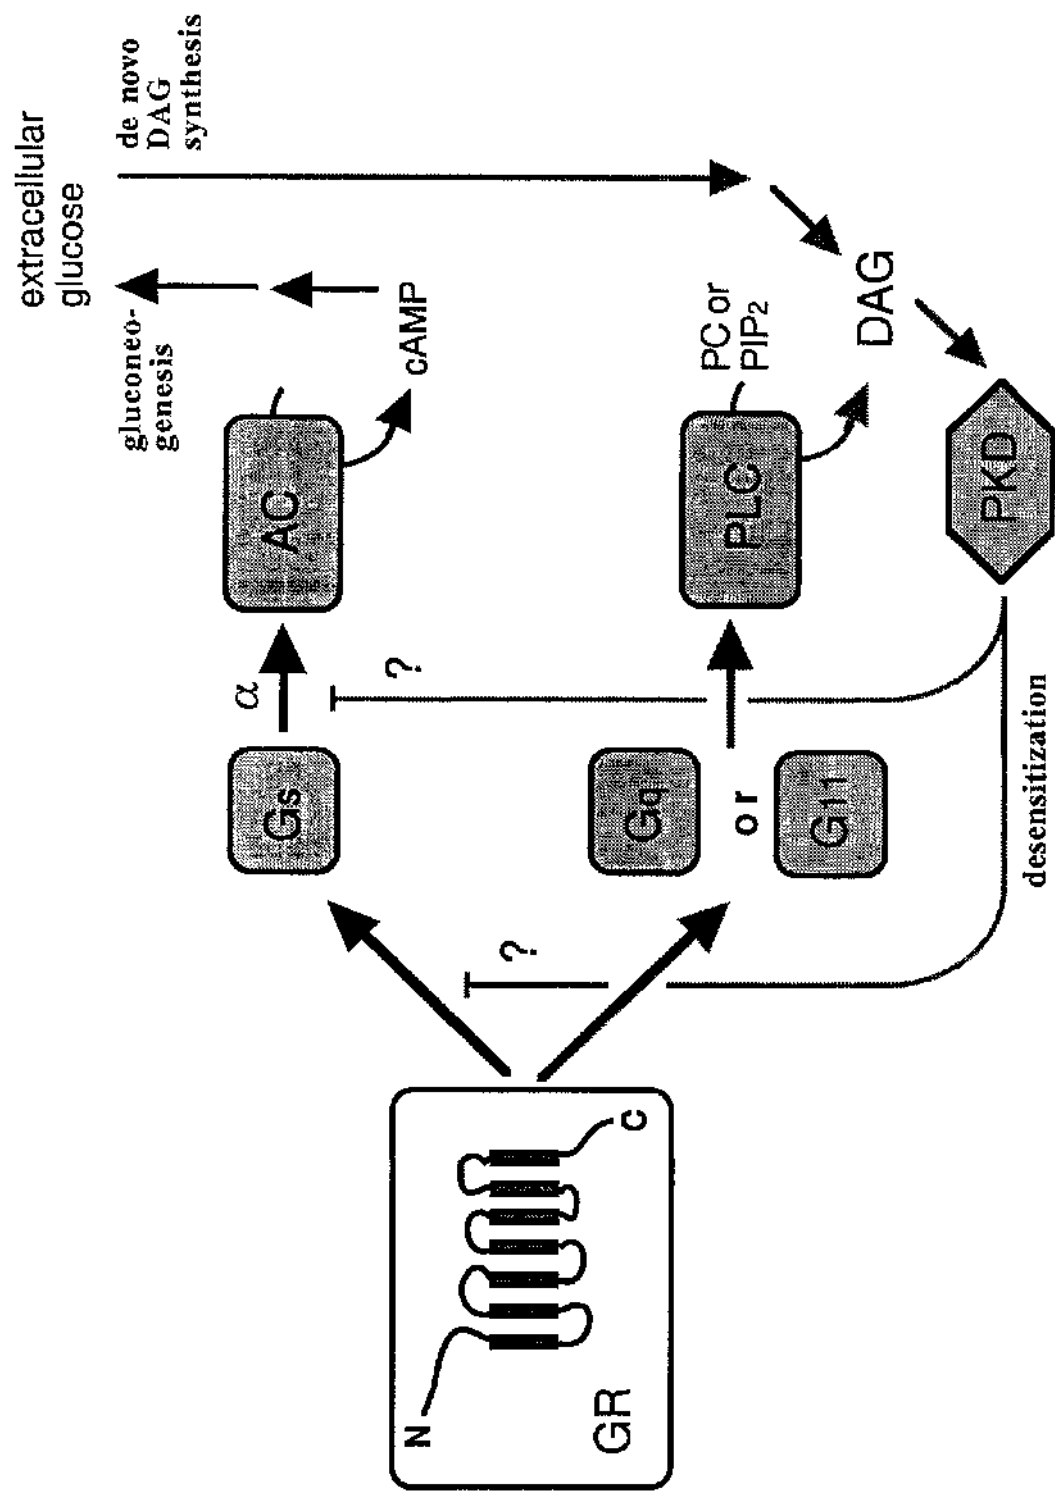 extracellular
glucose
gluconeo-
genesis
de novo
DAG
synthesis
Gs
α
AC
cAMP
?
?
N
C
GR
Gq
or
G11
PLC
PC or
PIP2
DAG
PKD
desensitization